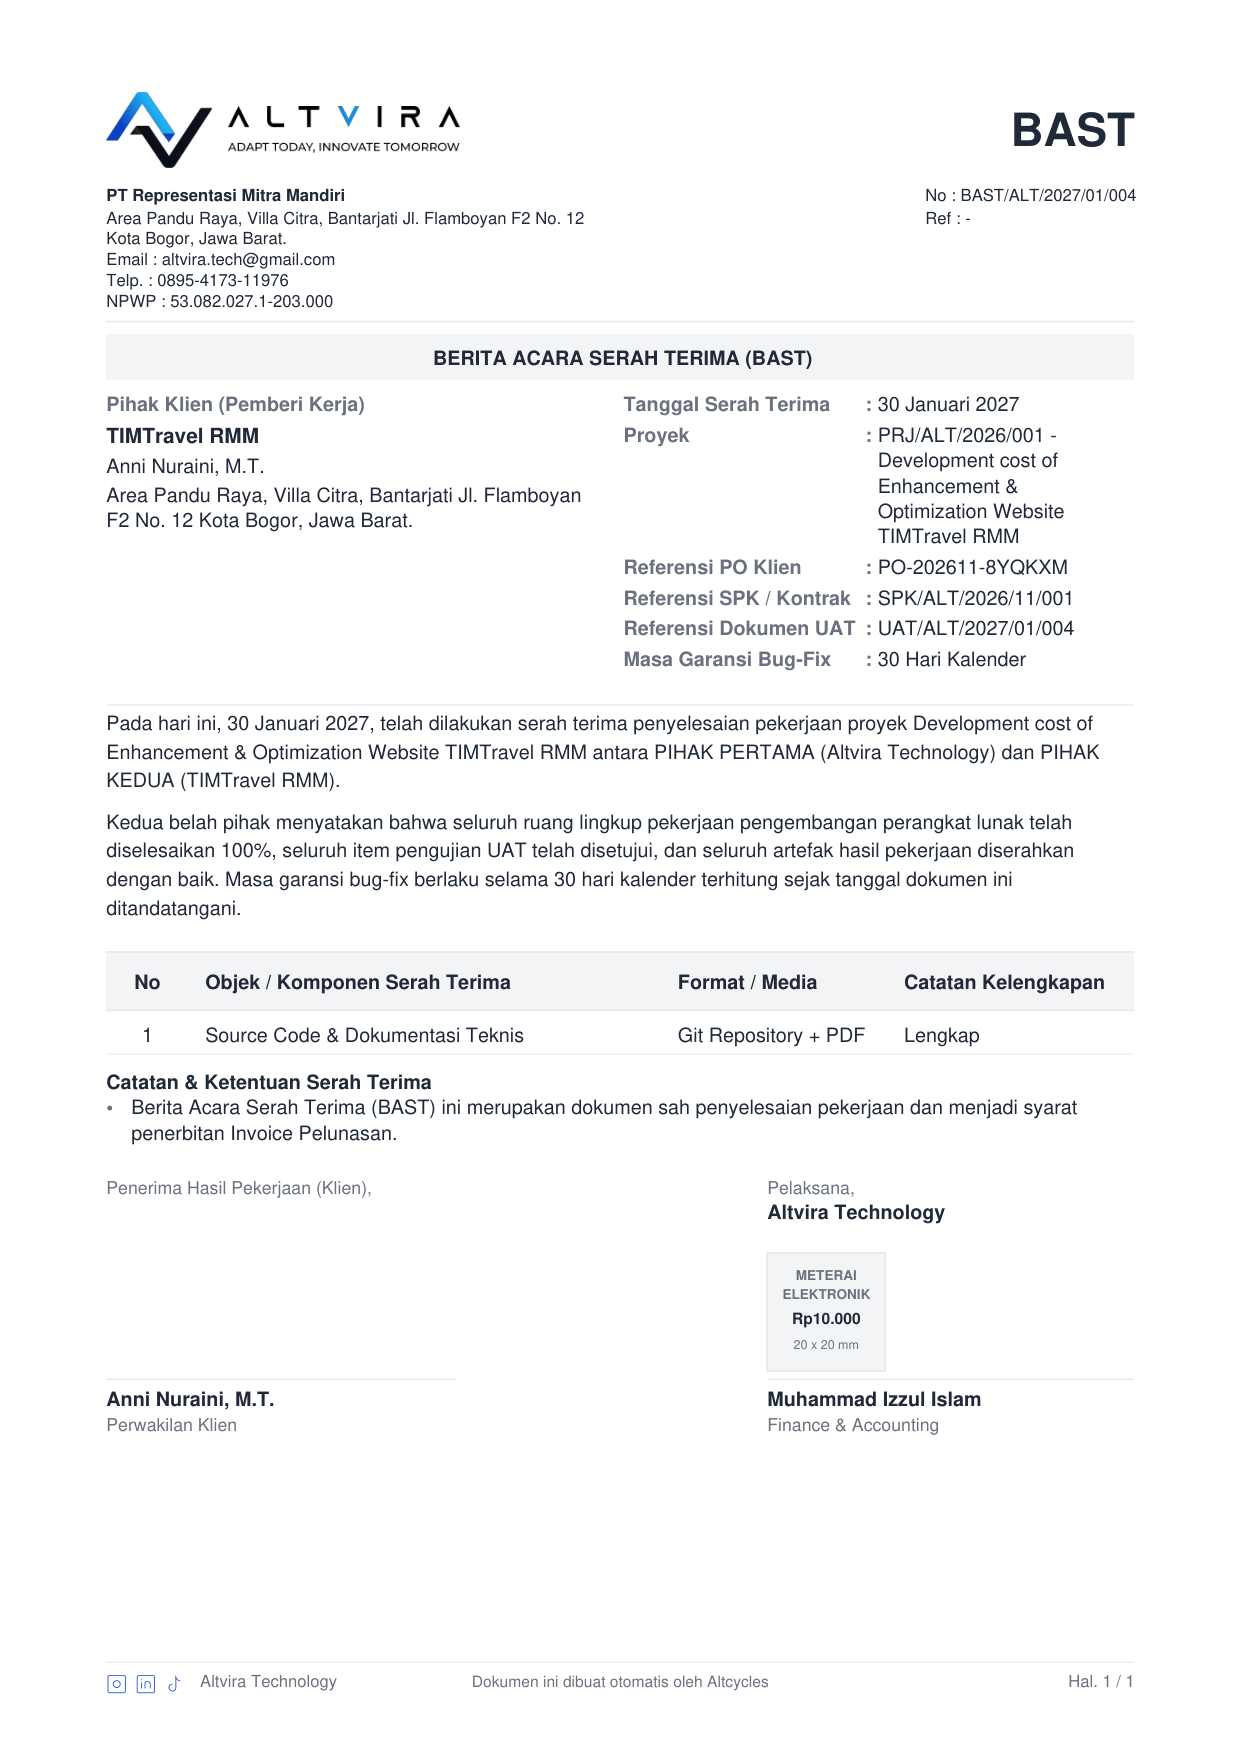 ALTVIRA
ADAPT TODAY, INNOVATE TOMORROW
BAST
PT Representasi Mitra Mandiri
Area Pandu Raya, Villa Citra, Bantarjati Jl. Flamboyan F2 No. 12
Kota Bogor, Jawa Barat.
Email : altvira.tech@gmail.com
Telp. : 0895-4173-11976
NPWP : 53.082.027.1-203.000
No : BAST/ALT/2027/01/004
Ref : -
BERITA ACARA SERAH TERIMA (BAST)
Pihak Klien (Pemberi Kerja)
TIMTravel RMM
Anni Nuraini, M.T.
Area Pandu Raya, Villa Citra, Bantarjati Jl. Flamboyan
F2 No. 12 Kota Bogor, Jawa Barat.
Tanggal Serah Terima : 30 Januari 2027
Proyek : PRJ/ALT/2026/001 -
Development cost of
Enhancement &
Optimization Website
TIMTravel RMM
Referensi PO Klien : PO-202611-8YQKXM
Referensi SPK / Kontrak : SPK/ALT/2026/11/001
Referensi Dokumen UAT : UAT/ALT/2027/01/004
Masa Garansi Bug-Fix : 30 Hari Kalender
Pada hari ini, 30 Januari 2027, telah dilakukan serah terima penyelesaian pekerjaan proyek Development cost of
Enhancement & Optimization Website TIMTravel RMM antara PIHAK PERTAMA (Altvira Technology) dan PIHAK
KEDUA (TIMTravel RMM).
Kedua belah pihak menyatakan bahwa seluruh ruang lingkup pekerjaan pengembangan perangkat lunak telah
diselesaikan 100%, seluruh item pengujian UAT telah disetujui, dan seluruh artefak hasil pekerjaan diserahkan
dengan baik. Masa garansi bug-fix berlaku selama 30 hari kalender terhitung sejak tanggal dokumen ini
ditandatangani.
No Objek / Komponen Serah Terima Format / Media Catatan Kelengkapan
1 Source Code & Dokumentasi Teknis Git Repository + PDF Lengkap
Catatan & Ketentuan Serah Terima
• Berita Acara Serah Terima (BAST) ini merupakan dokumen sah penyelesaian pekerjaan dan menjadi syarat
penerbitan Invoice Pelunasan.
Penerima Hasil Pekerjaan (Klien),
Pelaksana,
Altvira Technology
METERAI
ELEKTRONIK
Rp10.000
20 x 20 mm
Anni Nuraini, M.T.
Perwakilan Klien
Muhammad Izzul Islam
Finance & Accounting
Altvira Technology Dokumen ini dibuat otomatis oleh Altcycles Hal. 1 / 1